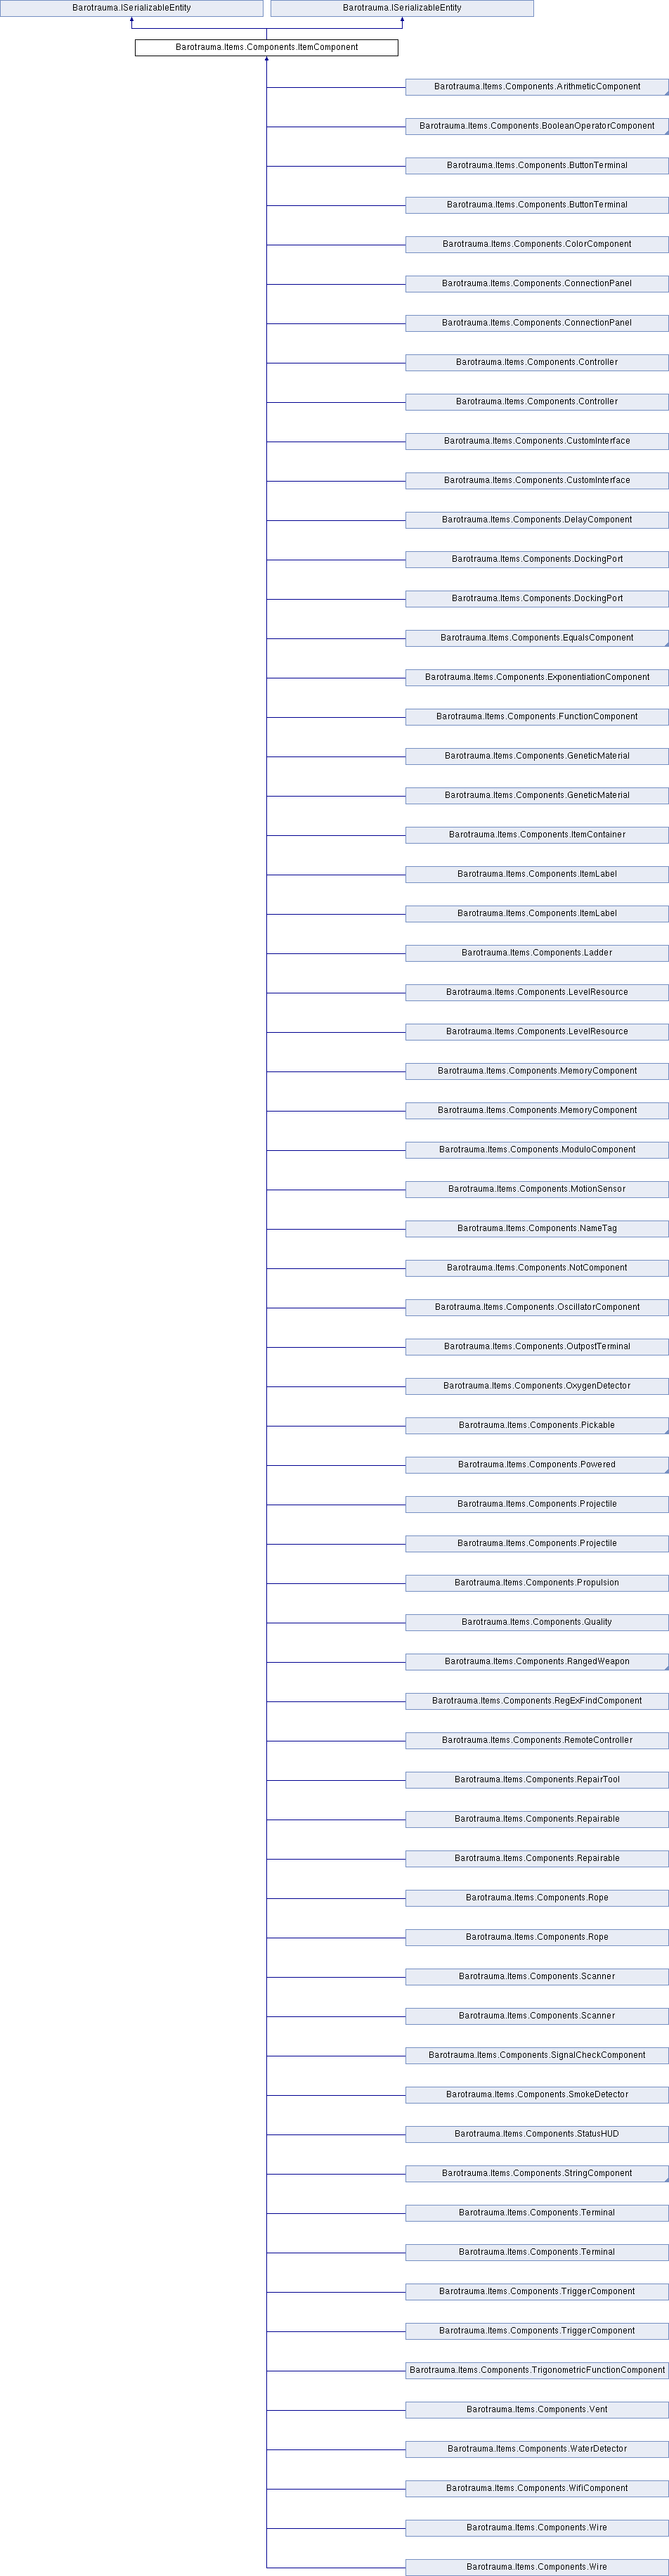 Barotrauma.ISerializableEntity
Barotrauma.ISerializableEntity
Barotrauma.Items.Components.ItemComponent
Barotrauma.Items.Components.ArithmeticComponent
Barotrauma.Items.Components.BooleanOperatorComponent
Barotrauma.Items.Components.ButtonTerminal
Barotrauma.Items.Components.ButtonTerminal
Barotrauma.Items.Components.ColorComponent
Barotrauma.Items.Components.ConnectionPanel
Barotrauma.Items.Components.ConnectionPanel
Barotrauma.Items.Components.Controller
Barotrauma.Items.Components.Controller
Barotrauma.Items.Components.CustomInterface
Barotrauma.Items.Components.CustomInterface
Barotrauma.Items.Components.DelayComponent
Barotrauma.Items.Components.DockingPort
Barotrauma.Items.Components.DockingPort
Barotrauma.Items.Components.EqualsComponent
Barotrauma.Items.Components.ExponentiationComponent
Barotrauma.Items.Components.FunctionComponent
Barotrauma.Items.Components.GeneticMaterial
Barotrauma.Items.Components.GeneticMaterial
Barotrauma.Items.Components.ItemContainer
Barotrauma.Items.Components.ItemLabel
Barotrauma.Items.Components.ItemLabel
Barotrauma.Items.Components.Ladder
Barotrauma.Items.Components.LevelResource
Barotrauma.Items.Components.LevelResource
Barotrauma.Items.Components.MemoryComponent
Barotrauma.Items.Components.MemoryComponent
Barotrauma.Items.Components.ModuloComponent
Barotrauma.Items.Components.MotionSensor
Barotrauma.Items.Components.NameTag
Barotrauma.Items.Components.NotComponent
Barotrauma.Items.Components.OscillatorComponent
Barotrauma.Items.Components.OutpostTerminal
Barotrauma.Items.Components.OxygenDetector
Barotrauma.Items.Components.Pickable
Barotrauma.Items.Components.Powered
Barotrauma.Items.Components.Projectile
Barotrauma.Items.Components.Projectile
Barotrauma.Items.Components.Propulsion
Barotrauma.Items.Components.Quality
Barotrauma.Items.Components.RangedWeapon
Barotrauma.Items.Components.RegExFindComponent
Barotrauma.Items.Components.RemoteController
Barotrauma.Items.Components.RepairTool
Barotrauma.Items.Components.Repairable
Barotrauma.Items.Components.Repairable
Barotrauma.Items.Components.Rope
Barotrauma.Items.Components.Rope
Barotrauma.Items.Components.Scanner
Barotrauma.Items.Components.Scanner
Barotrauma.Items.Components.SignalCheckComponent
Barotrauma.Items.Components.SmokeDetector
Barotrauma.Items.Components.StatusHUD
Barotrauma.Items.Components.StringComponent
Barotrauma.Items.Components.Terminal
Barotrauma.Items.Components.Terminal
Barotrauma.Items.Components.TriggerComponent
Barotrauma.Items.Components.TriggerComponent
Barotrauma.Items.Components.TrigonometricFunctionComponent
Barotrauma.Items.Components.Vent
Barotrauma.Items.Components.WaterDetector
Barotrauma.Items.Components.WifiComponent
Barotrauma.Items.Components.Wire
Barotrauma.Items.Components.Wire